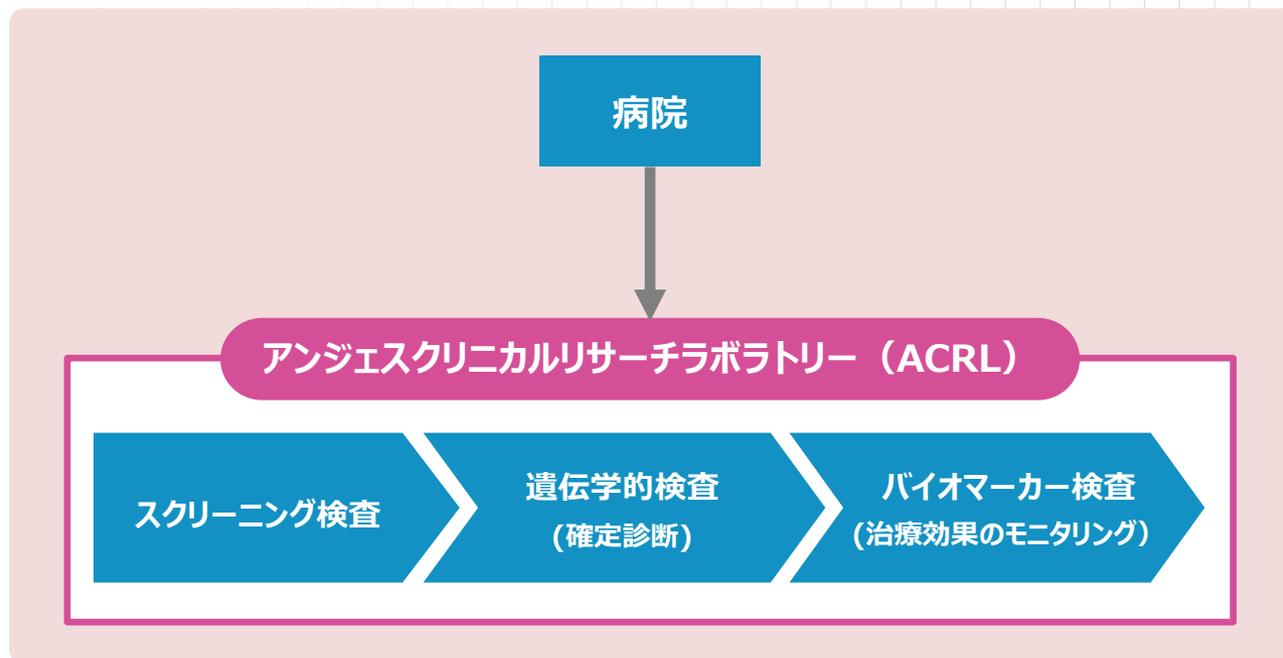 病院
アンジェスクリニカルリサーチラボラトリー（ACRL）
スクリーニング検査
遺伝学的検査
(確定診断)
バイオマーカー検査
(治療効果のモニタリング）